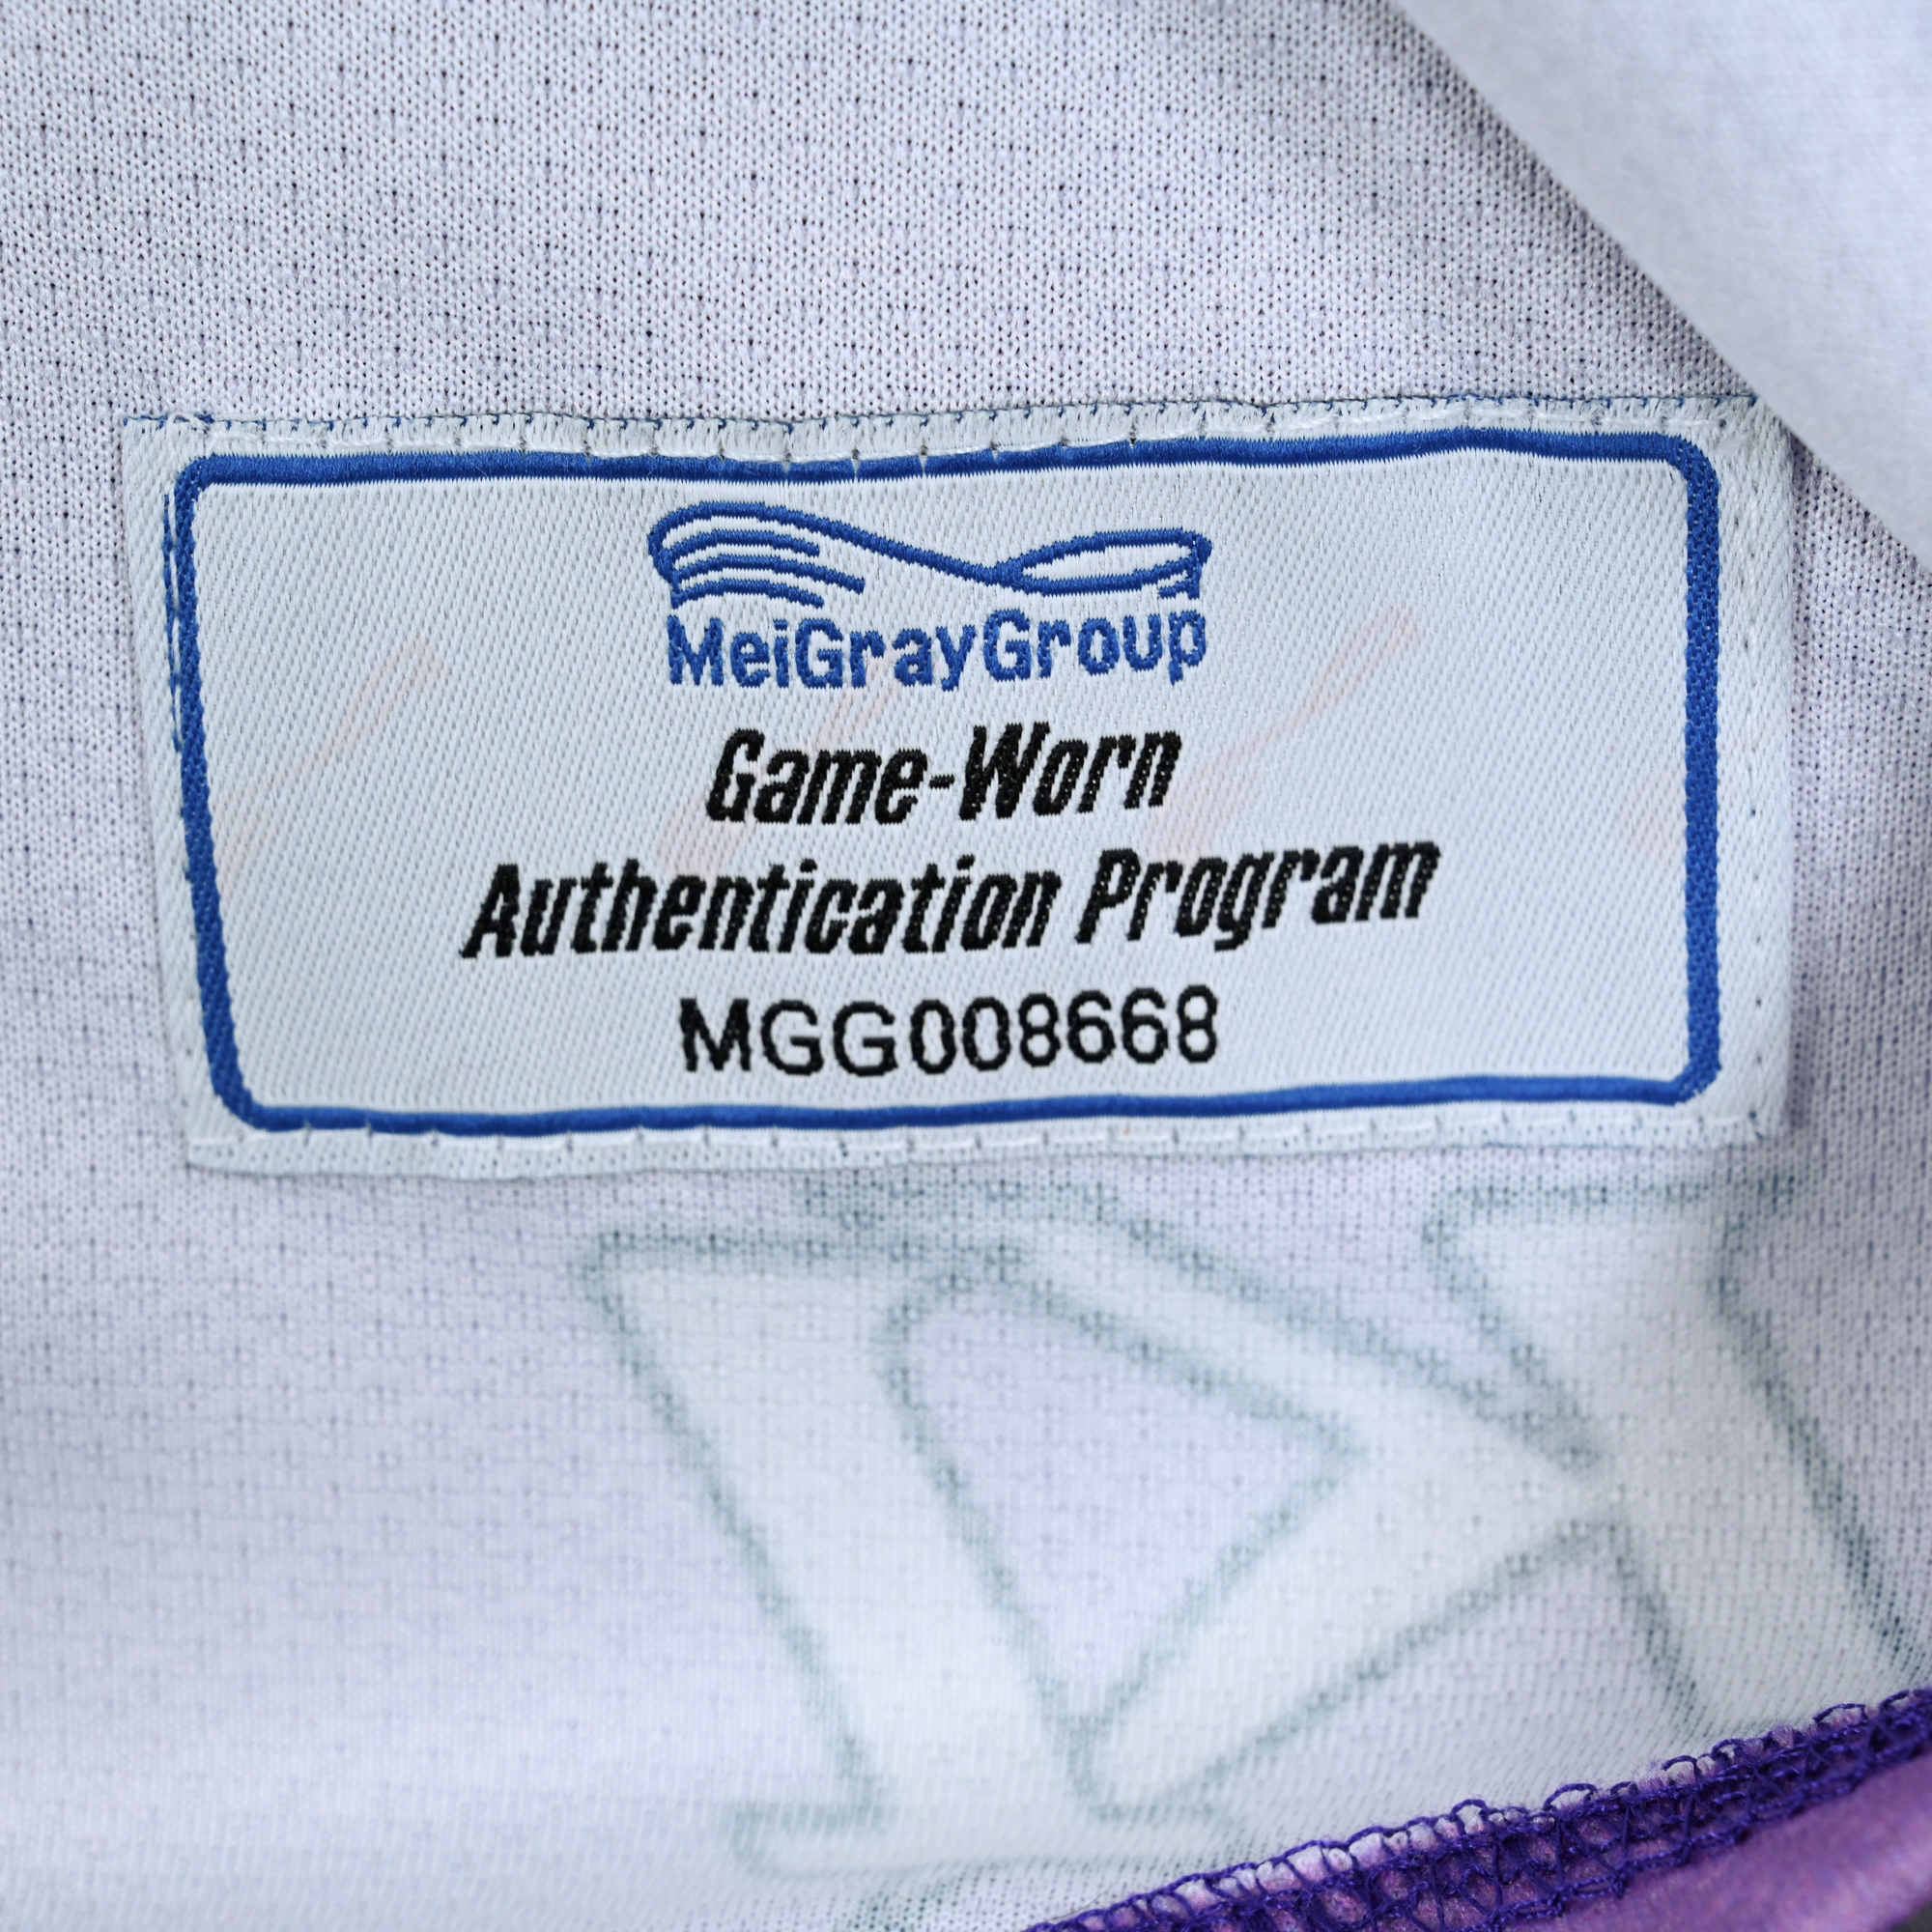 MeiGrayGroup
Game-Worn
Authentication Program
MGG008668